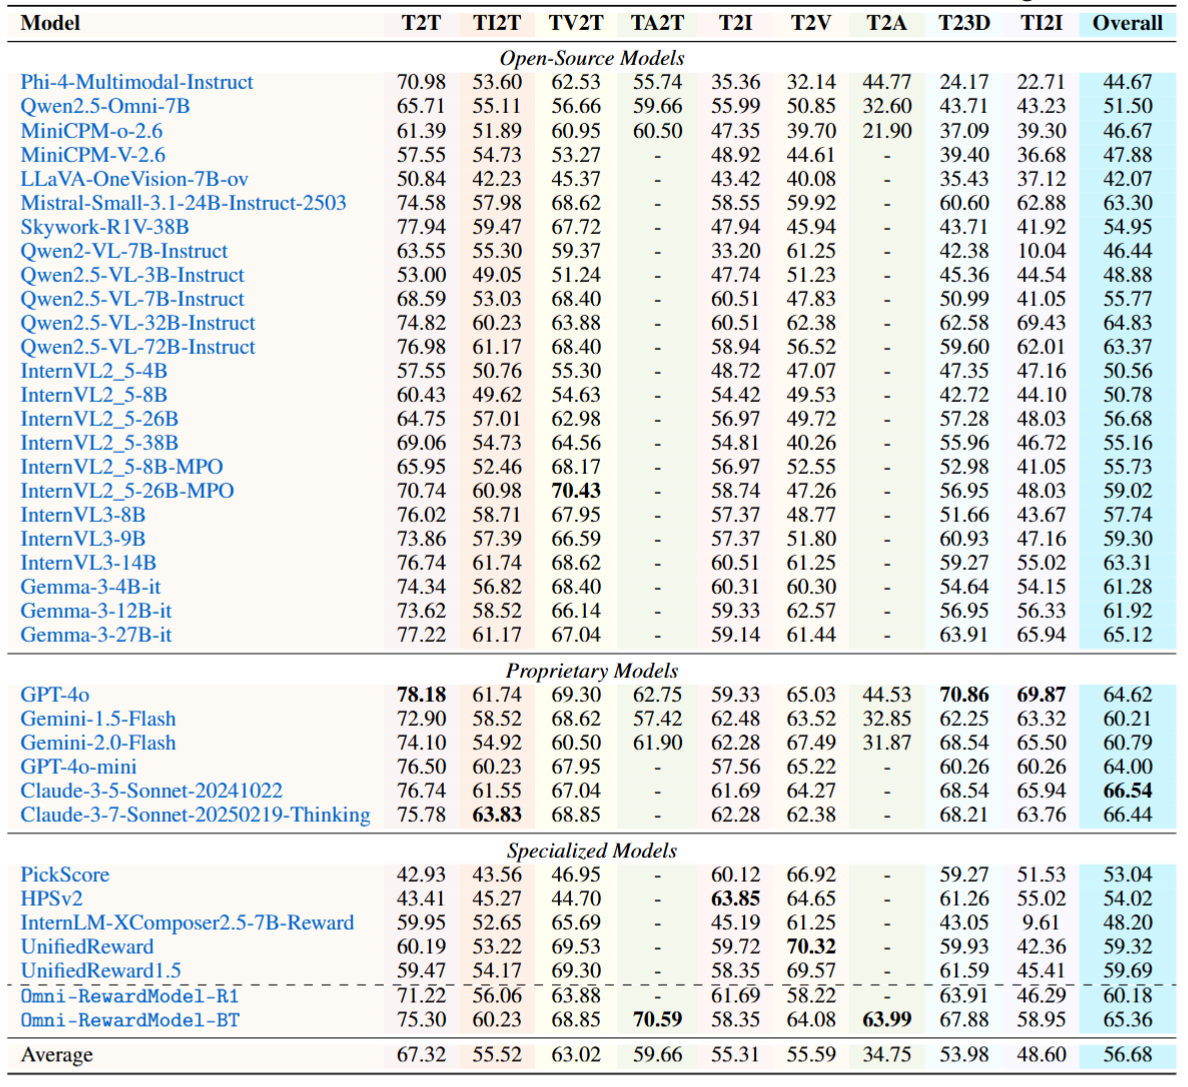 Model T2T TI2T TV2T TA2T T2I T2V T2A T23D TI2I Overall
Open-Source Models
Phi-4-Multimodal-Instruct 70.98 53.60 62.53 55.74 35.36 32.14 44.77 24.17 22.71 44.67
Qwen2.5-Omni-7B 65.71 55.11 56.66 59.66 55.99 50.85 32.60 43.71 43.23 51.50
MiniCPM-o-2.6 61.39 51.89 60.95 60.50 47.35 39.70 21.90 37.09 39.30 46.67
MiniCPM-V-2.6 57.55 54.73 53.27 - 48.92 44.61 - 39.40 36.68 47.88
LLaVA-OneVision-7B-ov 50.84 42.23 45.37 - 43.42 40.08 - 35.43 37.12 42.07
Mistral-Small-3.1-24B-Instruct-2503 74.58 57.98 68.62 - 58.55 59.92 - 60.60 62.88 63.30
Skywork-R1V-38B 77.94 59.47 67.72 - 47.94 45.94 - 43.71 41.92 54.95
Qwen2-VL-7B-Instruct 63.55 55.30 59.37 - 33.20 61.25 - 42.38 10.04 46.44
Qwen2.5-VL-3B-Instruct 53.00 49.05 51.24 - 47.74 51.23 - 45.36 44.54 48.88
Qwen2.5-VL-7B-Instruct 68.59 53.03 68.40 - 60.51 47.83 - 50.99 41.05 55.77
Qwen2.5-VL-32B-Instruct 74.82 60.23 63.88 - 60.51 62.38 - 62.58 69.43 64.83
Qwen2.5-VL-72B-Instruct 76.98 61.17 68.40 - 58.94 56.52 - 59.60 62.01 63.37
InternVL2_5-4B 57.55 50.76 55.30 - 48.72 47.07 - 47.35 47.16 50.56
InternVL2_5-8B 60.43 49.62 54.63 - 54.42 49.53 - 42.72 44.10 50.78
InternVL2_5-26B 64.75 57.01 62.98 - 56.97 49.72 - 57.28 48.03 56.68
InternVL2_5-38B 69.06 54.73 64.56 - 54.81 40.26 - 55.96 46.72 55.16
InternVL2_5-8B-MPO 65.95 52.46 68.17 - 56.97 52.55 - 52.98 41.05 55.73
InternVL2_5-26B-MPO 70.74 60.98 70.43 - 58.74 47.26 - 56.95 48.03 59.02
InternVL3-8B 76.02 58.71 67.95 - 57.37 48.77 - 51.66 43.67 57.74
InternVL3-9B 73.86 57.39 66.59 - 57.37 51.80 - 60.93 47.16 59.30
InternVL3-14B 76.74 61.74 68.62 - 60.51 61.25 - 59.27 55.02 63.31
Gemma-3-4B-it 74.34 56.82 68.40 - 60.31 60.30 - 54.64 54.15 61.28
Gemma-3-12B-it 73.62 58.52 66.14 - 59.33 62.57 - 56.95 56.33 61.92
Gemma-3-27B-it 77.22 61.17 67.04 - 59.14 61.44 - 63.91 65.94 65.12
Proprietary Models
GPT-4o 78.18 61.74 69.30 62.75 59.33 65.03 44.53 70.86 69.87 64.62
Gemini-1.5-Flash 72.90 58.52 68.62 57.42 62.48 63.52 32.85 62.25 63.32 60.21
Gemini-2.0-Flash 74.10 54.92 60.50 61.90 62.28 67.49 31.87 68.54 65.50 60.79
GPT-4o-mini 76.50 60.23 67.95 - 57.56 65.22 - 60.26 60.26 64.00
Claude-3-5-Sonnet-20241022 76.74 61.55 67.04 - 61.69 64.27 - 68.54 65.94 66.54
Claude-3-7-Sonnet-20250219-Thinking 75.78 63.83 68.85 - 62.28 62.38 - 68.21 63.76 66.44
Specialized Models
PickScore 42.93 43.56 46.95 - 60.12 66.92 - 59.27 51.53 53.04
HPSv2 43.41 45.27 44.70 - 63.85 64.65 - 61.26 55.02 54.02
InternLM-XComposer2.5-7B-Reward 59.95 52.65 65.69 - 45.19 61.25 - 43.05 9.61 48.20
UnifiedReward 60.19 53.22 69.53 - 59.72 70.32 - 59.93 42.36 59.32
UnifiedReward1.5 59.47 54.17 69.30 - 58.35 69.57 - 61.59 45.41 59.69
Omni-RewardModel-R1 71.22 56.06 63.88 - 61.69 58.22 - 63.91 46.29 60.18
Omni-RewardModel-BT 75.30 60.23 68.85 70.59 58.35 64.08 63.99 67.88 58.95 65.36
Average 67.32 55.52 63.02 59.66 55.31 55.59 34.75 53.98 48.60 56.68